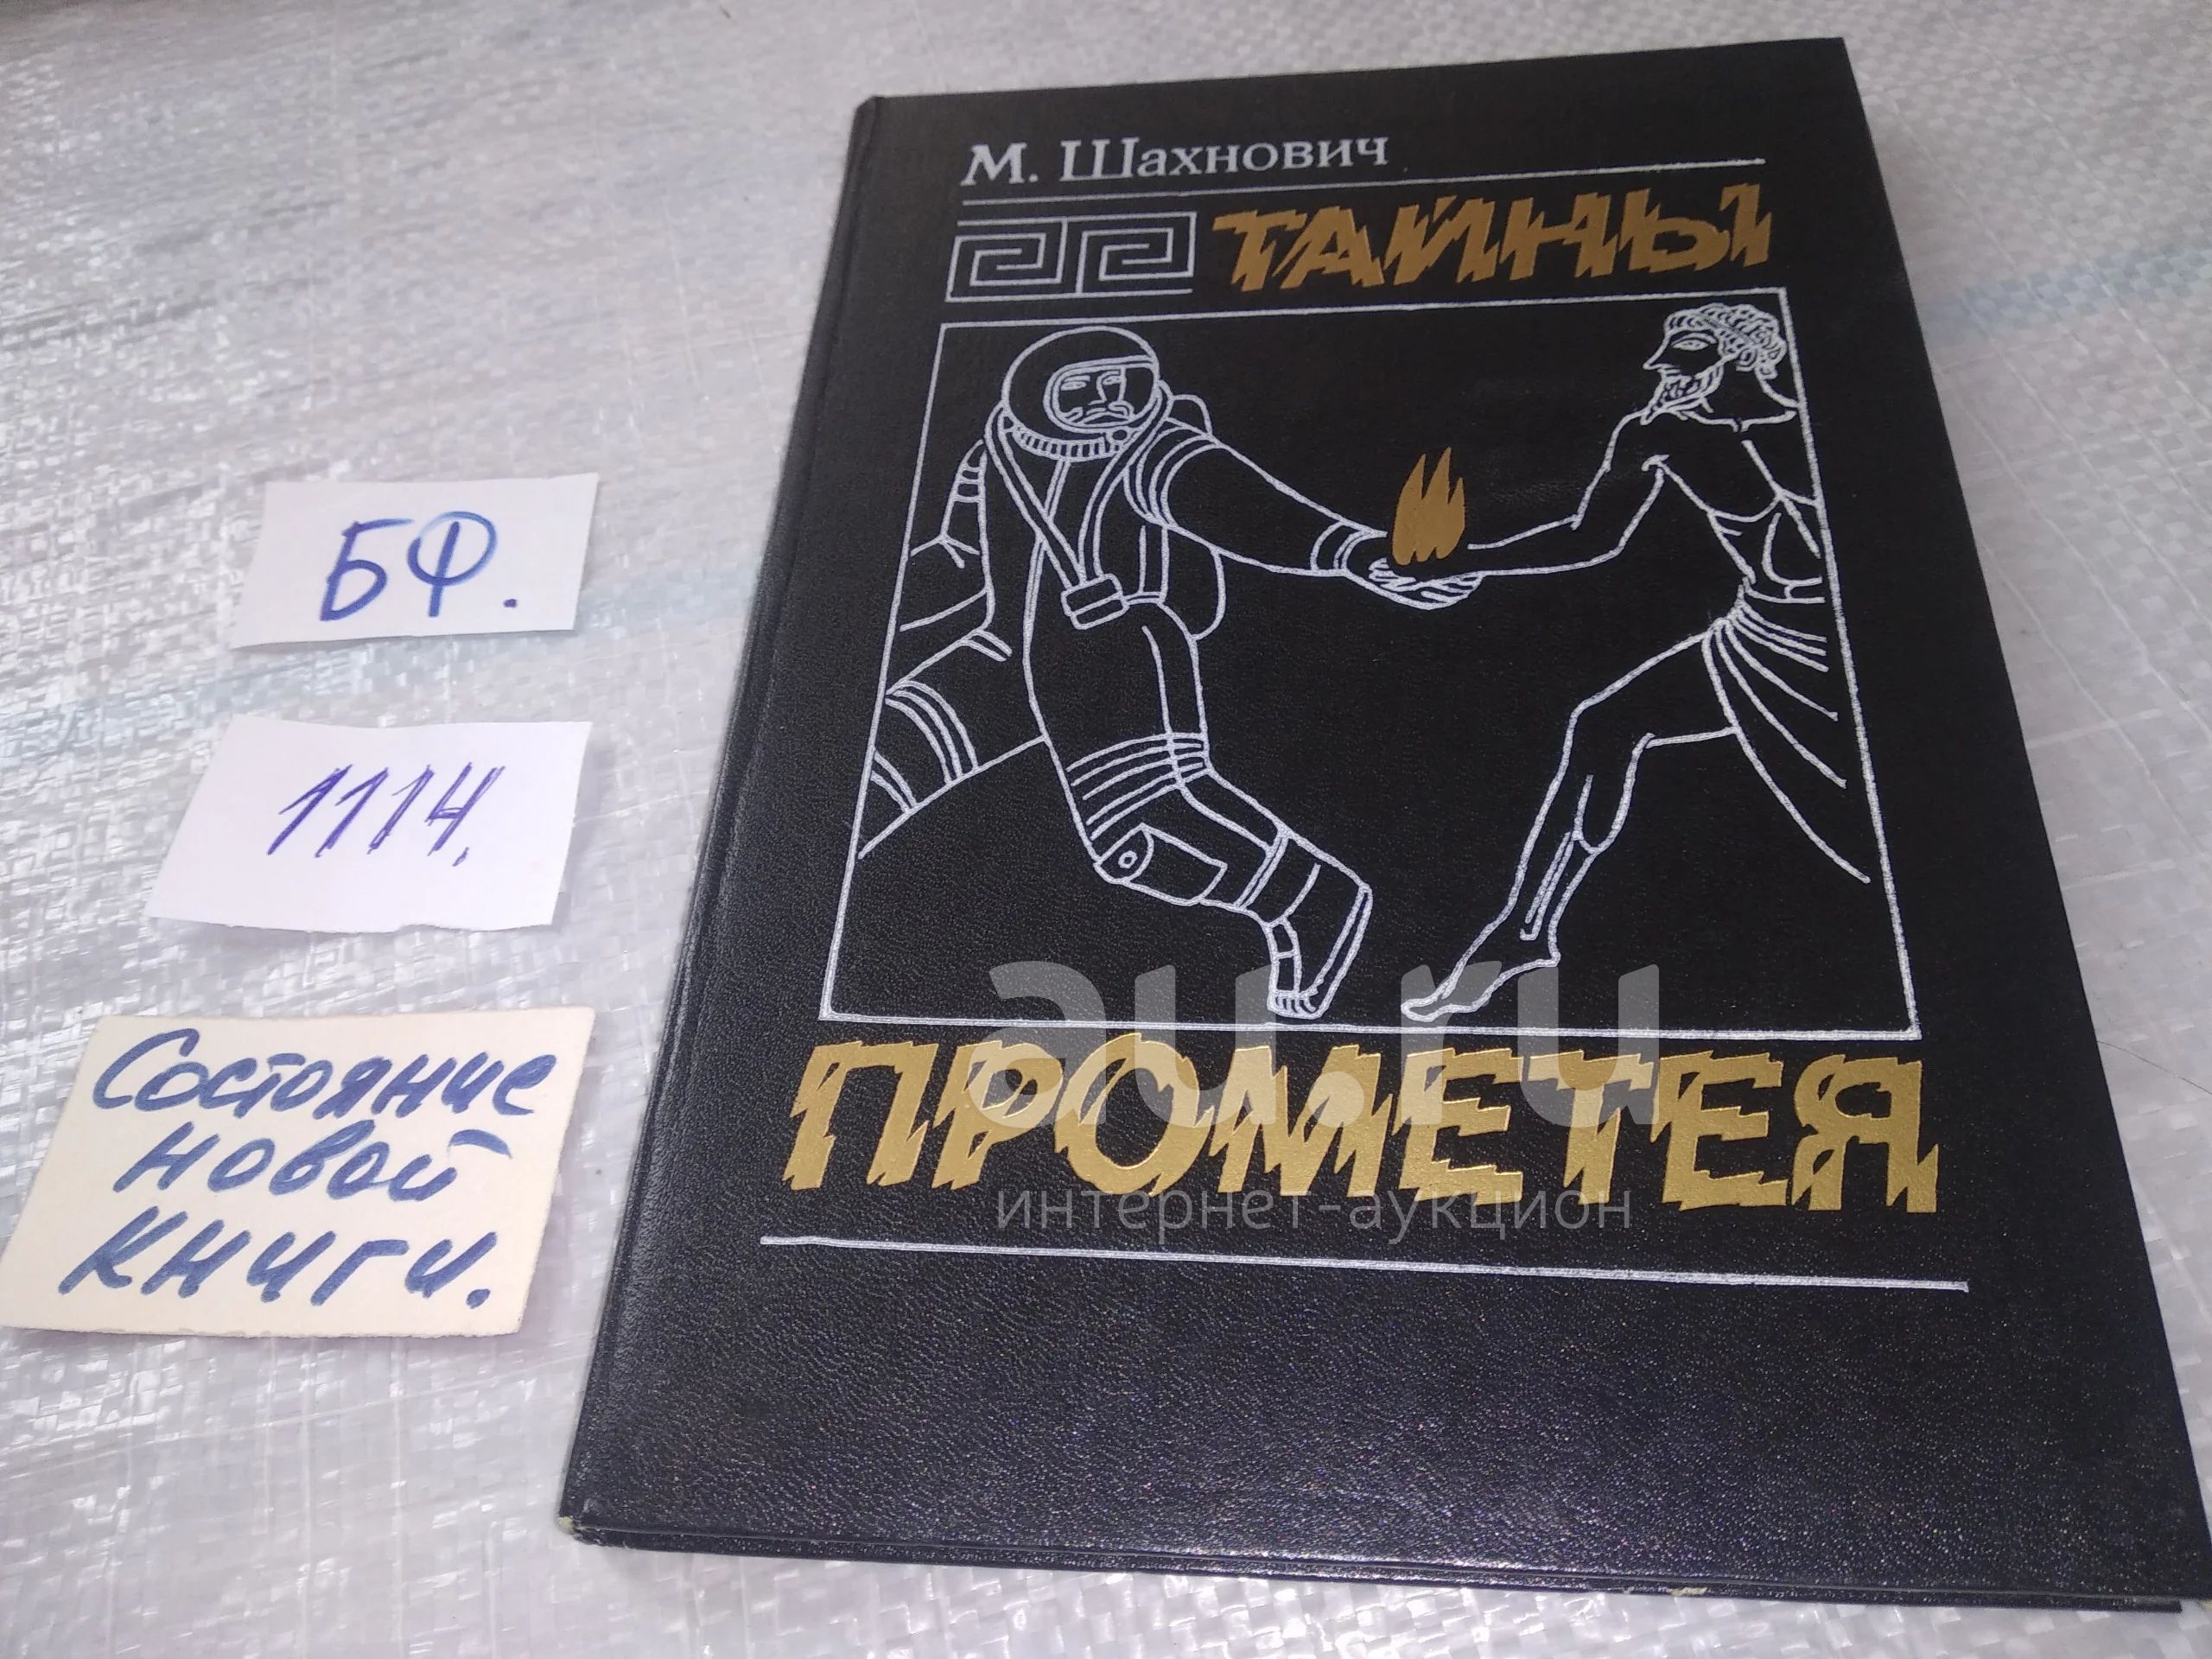 М. Шахнович
ТАЙНЫ
ПРОМЕТЕЯ
БФ.
1114.
Состояние
новой
книги.
au.ru
интернет-аукцион